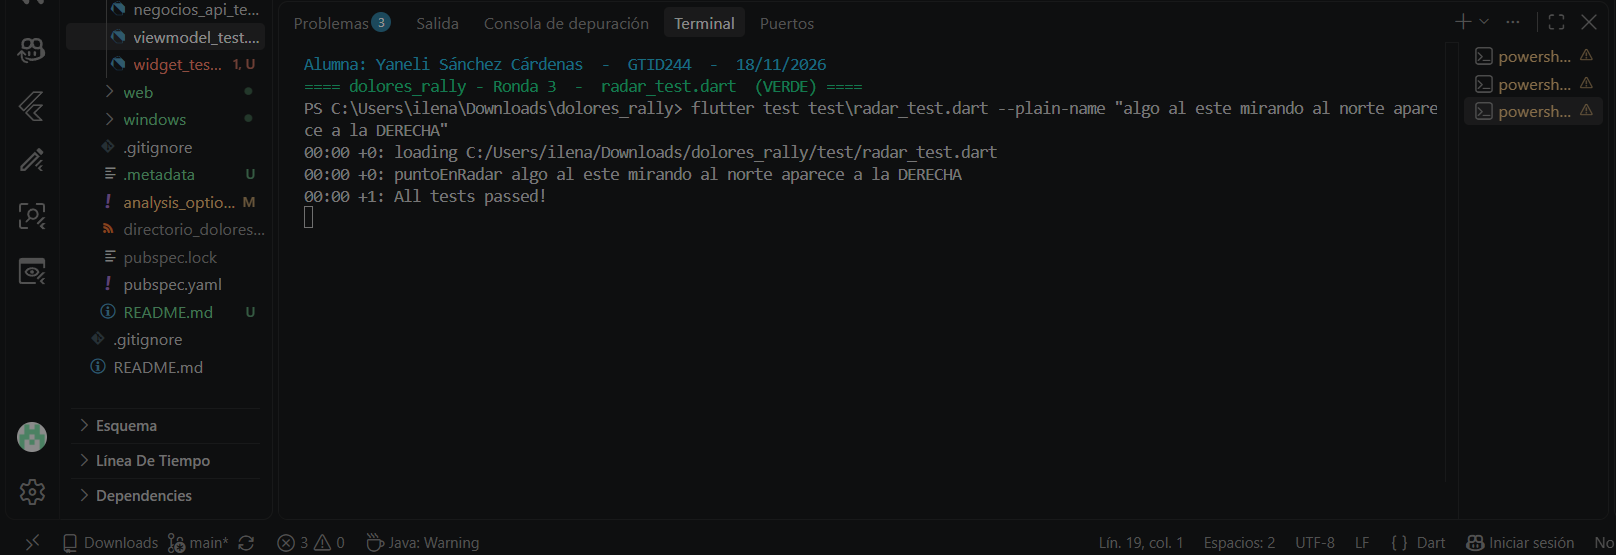 negocios_api_te...
viewmodel_test....
widget_tes... 1, U
web
windows
.gitignore
.metadata U
analysis_optio... M
directorio_dolores...
pubspec.lock
pubspec.yaml
README.md U
.gitignore
README.md
Esquema
Línea De Tiempo
Dependencies
Problemas 3 Salida Consola de depuración Terminal Puertos
Alumna: Yaneli Sánchez Cárdenas - GTID244 - 18/11/2026
==== dolores_rally - Ronda 3 - radar_test.dart (VERDE) ====
PS C:\Users\ilena\Downloads\dolores_rally> flutter test test\radar_test.dart --plain-name "algo al este mirando al norte apare
ce a la DERECHA"
00:00 +0: loading C:/Users/ilena/Downloads/dolores_rally/test/radar_test.dart
00:00 +0: puntoEnRadar algo al este mirando al norte aparece a la DERECHA
00:00 +1: All tests passed!
powersh...
powersh...
powersh...
Downloads main* 3 0 Java: Warning Lín. 19, col. 1 Espacios: 2 UTF-8 LF { } Dart Iniciar sesión No